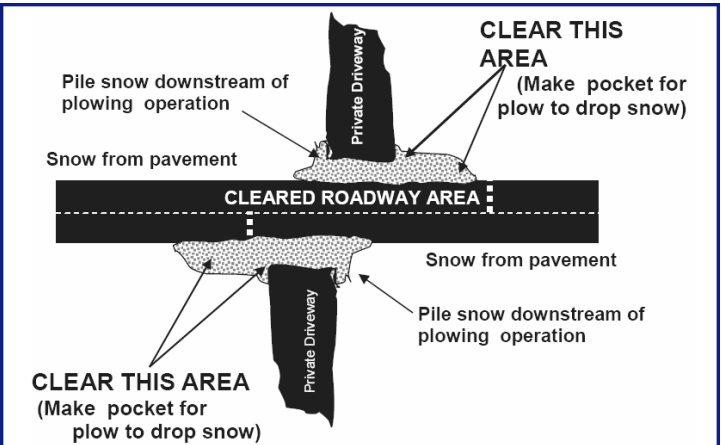 CLEAR THIS
AREA
(Make pocket for
plow to drop snow)
Pile snow downstream of
plowing operation
Private Driveway
Snow from pavement
CLEARED ROADWAY AREA
Snow from pavement
Pile snow downstream of
plowing operation
Private Driveway
CLEAR THIS AREA
(Make pocket for
plow to drop snow)